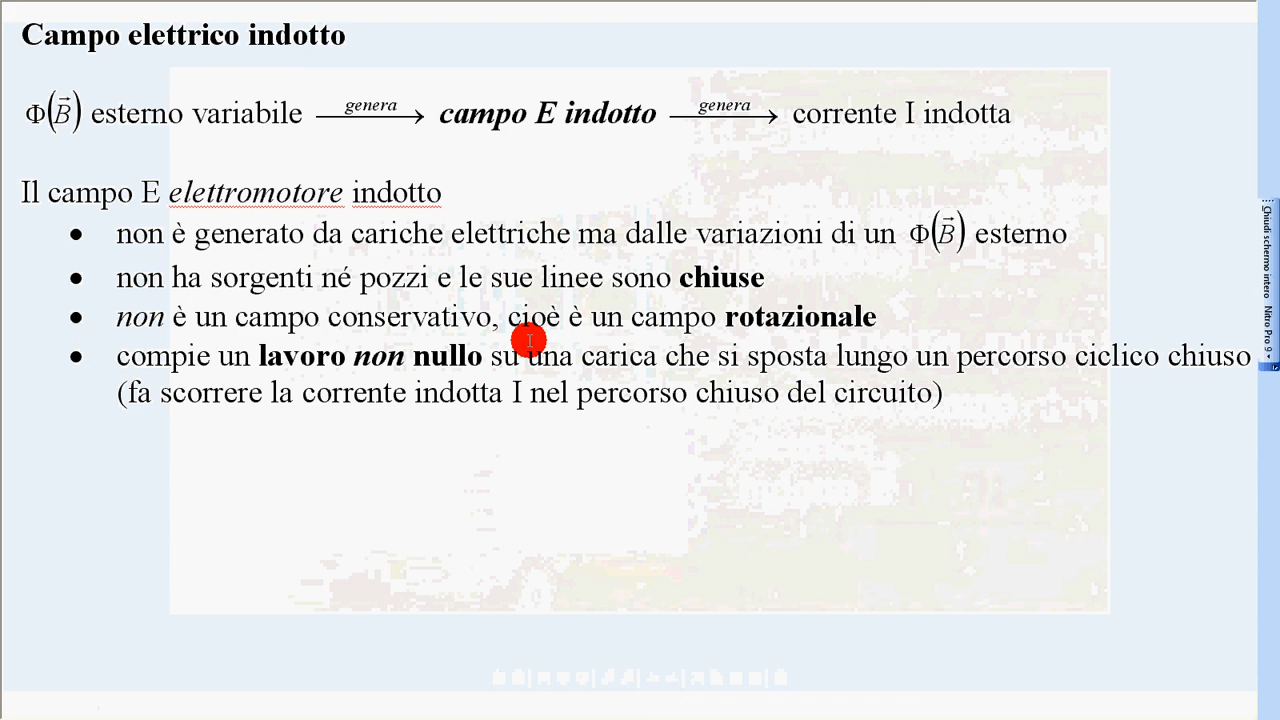 Campo elettrico indotto
Φ(B⃗) esterno variabile genera→ campo E indotto genera→ corrente I indotta
Il campo E elettromotore indotto
• non è generato da cariche elettriche ma dalle variazioni di un Φ(B⃗) esterno
• non ha sorgenti né pozzi e le sue linee sono chiuse
• non è un campo conservativo, cioè è un campo rotazionale
• compie un lavoro non nullo su una carica che si sposta lungo un percorso ciclico chiuso
(fa scorrere la corrente indotta I nel percorso chiuso del circuito)
Chiudi schermo intero Nitro Pro 9